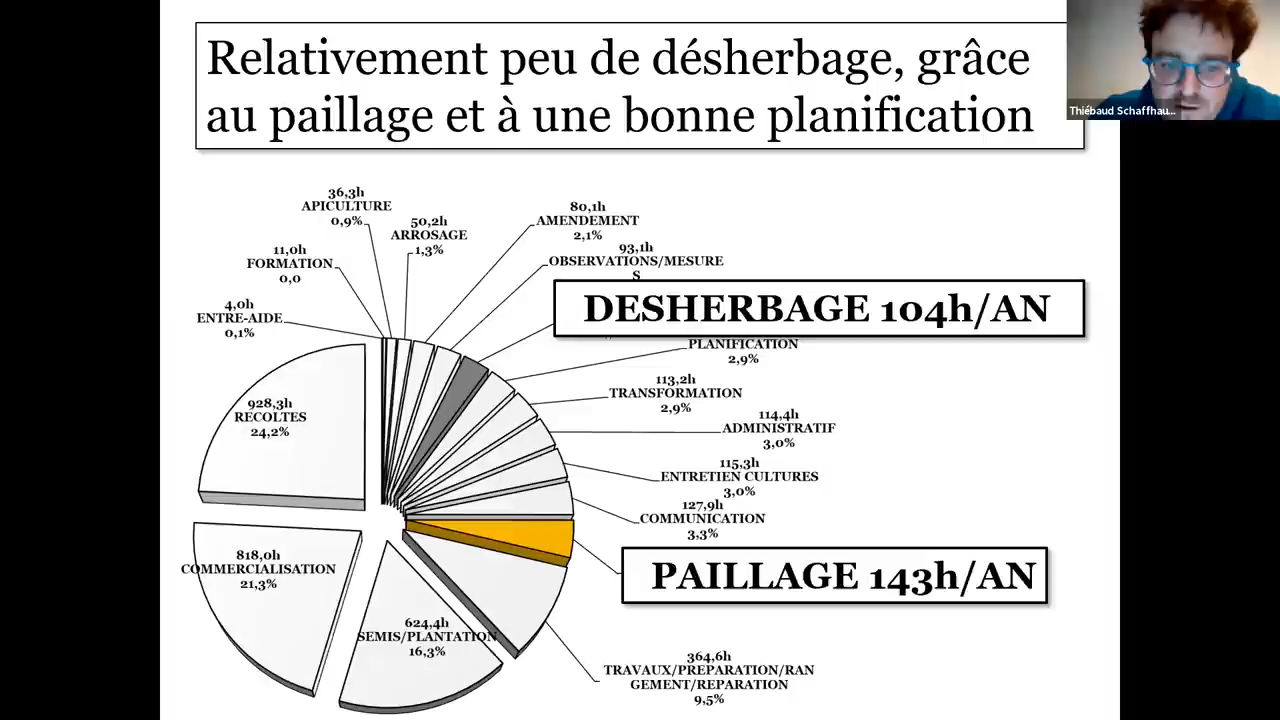 Relativement peu de désherbage, grâce
au paillage et à une bonne planification
Thiébaud Schaffhau...
36,3h
APICULTURE
0,9%
50,2h
ARROSAGE
1,3%
80,1h
AMENDEMENT
2,1%
93,1h
OBSERVATIONS/MESURE
S
11,0h
FORMATION
0,0
4,0h
ENTRE-AIDE
0,1%
DESHERBAGE 104h/AN
PLANIFICATION
2,9%
113,2h
TRANSFORMATION
2,9%
114,4h
ADMINISTRATIF
3,0%
115,3h
ENTRETIEN CULTURES
3,0%
127,9h
COMMUNICATION
3,3%
PAILLAGE 143h/AN
928,3h
RECOLTES
24,2%
818,0h
COMMERCIALISATION
21,3%
624,4h
SEMIS/PLANTATION
16,3%
364,6h
TRAVAUX/PREPARATION/RAN
GEMENT/REPARATION
9,5%